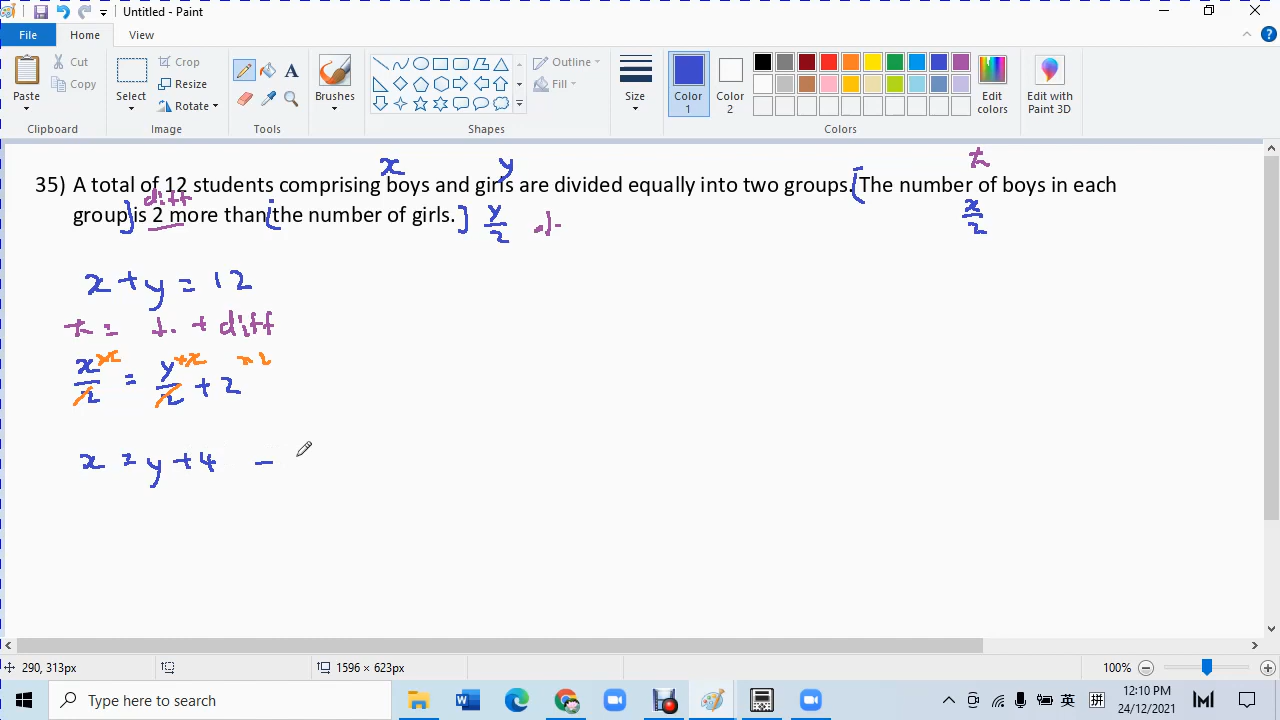 Untitled - Paint
File Home View
Paste Cut Copy Clipboard
Select Crop Resize Rotate Image
Tools
Brushes
Outline Fill Shapes
Size
Color 1 Color 2 Edit colors Colors
Edit with Paint 3D
x y
35) A total of 12 students comprising boys and girls are divided equally into two groups. [The number of boys in each
diff
group] is 2 more than [the number of girls.] y/2
x/2
x + y = 12
+ diff
x/2 = y/2 + 2
x = y + 4 -
290, 313px 1596 × 623px 100%
Type here to search
英 拼 12:10 PM 24/12/2021